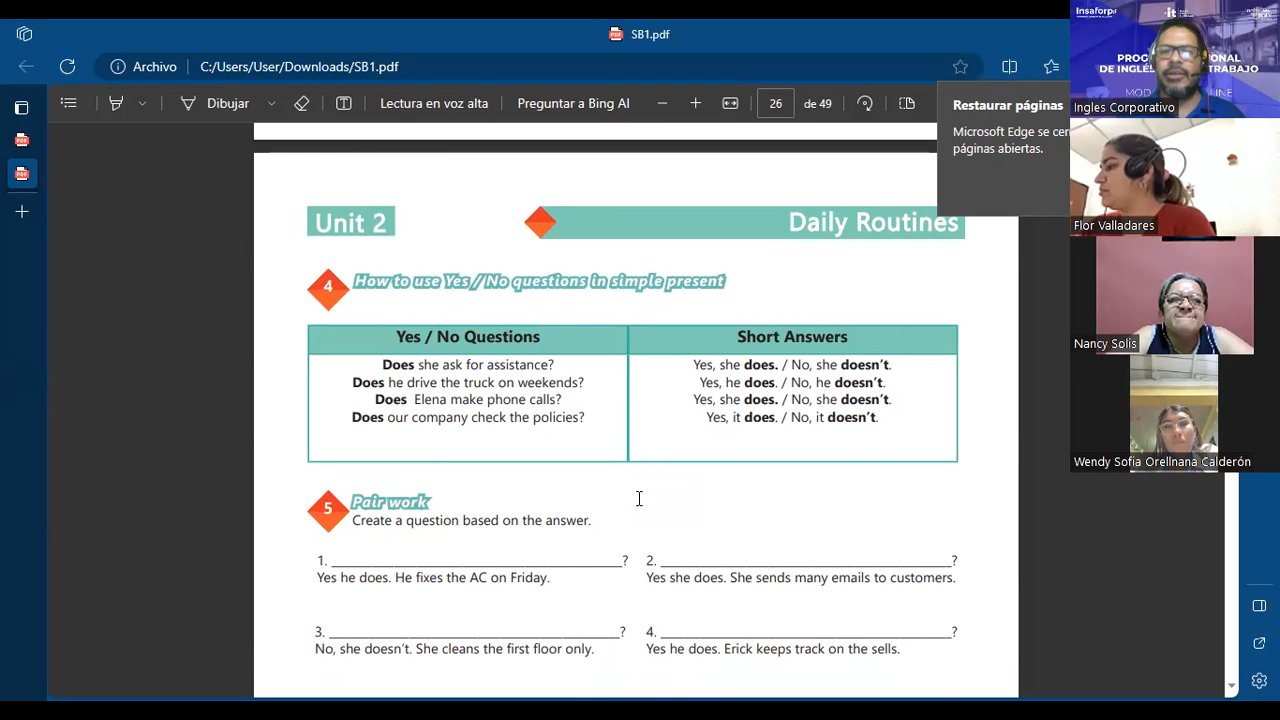 SB1.pdf
Archivo
C:/Users/User/Downloads/SB1.pdf
Dibujar
Lectura en voz alta
Preguntar a Bing AI
26
de 49
Restaurar páginas
Microsoft Edge se cer
páginas abiertas.
Unit 2
Daily Routines
4
How to use Yes / No questions in simple present
Yes / No Questions
Short Answers
Does she ask for assistance?
Yes, she does. / No, she doesn't.
Does he drive the truck on weekends?
Yes, he does. / No, he doesn't.
Does Elena make phone calls?
Yes, she does. / No, she doesn't.
Does our company check the policies?
Yes, it does. / No, it doesn't.
5
Pair work
Create a question based on the answer.
1. ______________________________________?
Yes he does. He fixes the AC on Friday.
2. ______________________________________?
Yes she does. She sends many emails to customers.
3. ______________________________________?
No, she doesn't. She cleans the first floor only.
4. ______________________________________?
Yes he does. Erick keeps track on the sells.
Insaforp
.it
Ingles Corporativo
Flor Valladares
Nancy Solis
Wendy Sofia Orellnana Calderón